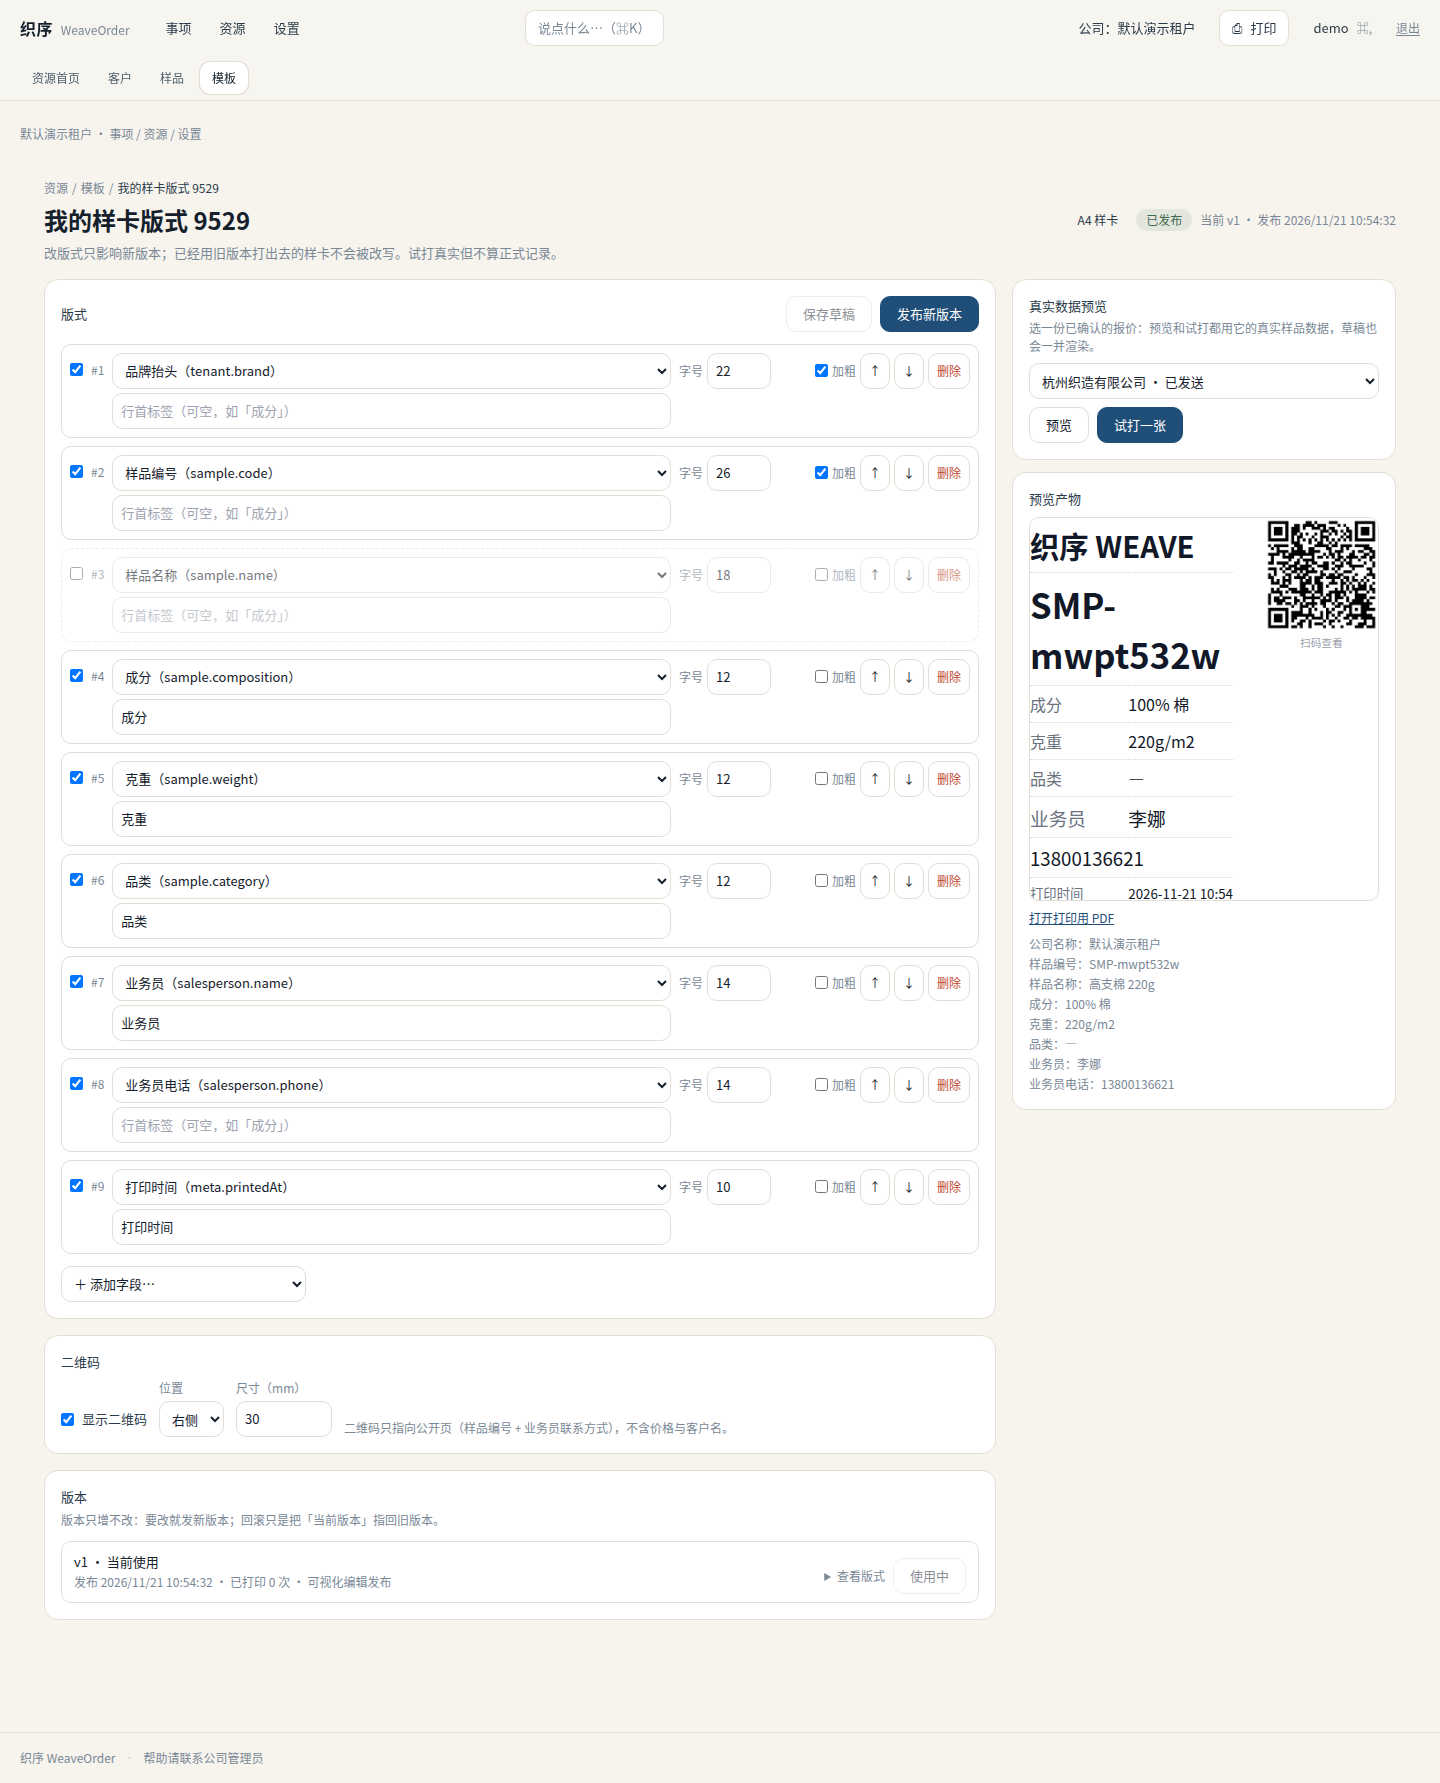 织序 WeaveOrder 事项 资源 设置 说点什么…（⌘K） 公司：默认演示租户 打印 demo ⌘, 退出
资源首页 客户 样品 模板
默认演示租户 · 事项 / 资源 / 设置
资源 / 模板 / 我的样卡版式 9529
我的样卡版式 9529
A4 样卡 已发布 当前 v1 · 发布 2026/11/21 10:54:32
改版式只影响新版本；已经用旧版本打出去的样卡不会被改写。试打真实但不算正式记录。
版式 保存草稿 发布新版本
#1 品牌抬头（tenant.brand） 字号 22 加粗 ↑ ↓ 删除
行首标签（可空，如「成分」）
#2 样品编号（sample.code） 字号 26 加粗 ↑ ↓ 删除
行首标签（可空，如「成分」）
#3 样品名称（sample.name） 字号 18 加粗 ↑ ↓ 删除
行首标签（可空，如「成分」）
#4 成分（sample.composition） 字号 12 加粗 ↑ ↓ 删除
成分
#5 克重（sample.weight） 字号 12 加粗 ↑ ↓ 删除
克重
#6 品类（sample.category） 字号 12 加粗 ↑ ↓ 删除
品类
#7 业务员（salesperson.name） 字号 14 加粗 ↑ ↓ 删除
业务员
#8 业务员电话（salesperson.phone） 字号 14 加粗 ↑ ↓ 删除
行首标签（可空，如「成分」）
#9 打印时间（meta.printedAt） 字号 10 加粗 ↑ ↓ 删除
打印时间
＋ 添加字段…
二维码
位置 尺寸（mm）
显示二维码 右侧 30 二维码只指向公开页（样品编号 + 业务员联系方式），不含价格与客户名。
版本
版本只增不改：要改就发新版本；回滚只是把「当前版本」指回旧版本。
v1 · 当前使用
发布 2026/11/21 10:54:32 · 已打印 0 次 · 可视化编辑发布
▶ 查看版式 使用中
真实数据预览
选一份已确认的报价：预览和试打都用它的真实样品数据，草稿也
会一并渲染。
杭州织造有限公司 · 已发送
预览 试打一张
预览产物
织序 WEAVE
SMP-
mwpt532w
扫码查看
成分 100% 棉
克重 220g/m2
品类 —
业务员 李娜
13800136621
打印时间 2026-11-21 10:54
打开打印用 PDF
公司名称：默认演示租户
样品编号：SMP-mwpt532w
样品名称：高支棉 220g
成分：100% 棉
克重：220g/m2
品类：—
业务员：李娜
业务员电话：13800136621
织序 WeaveOrder · 帮助请联系公司管理员